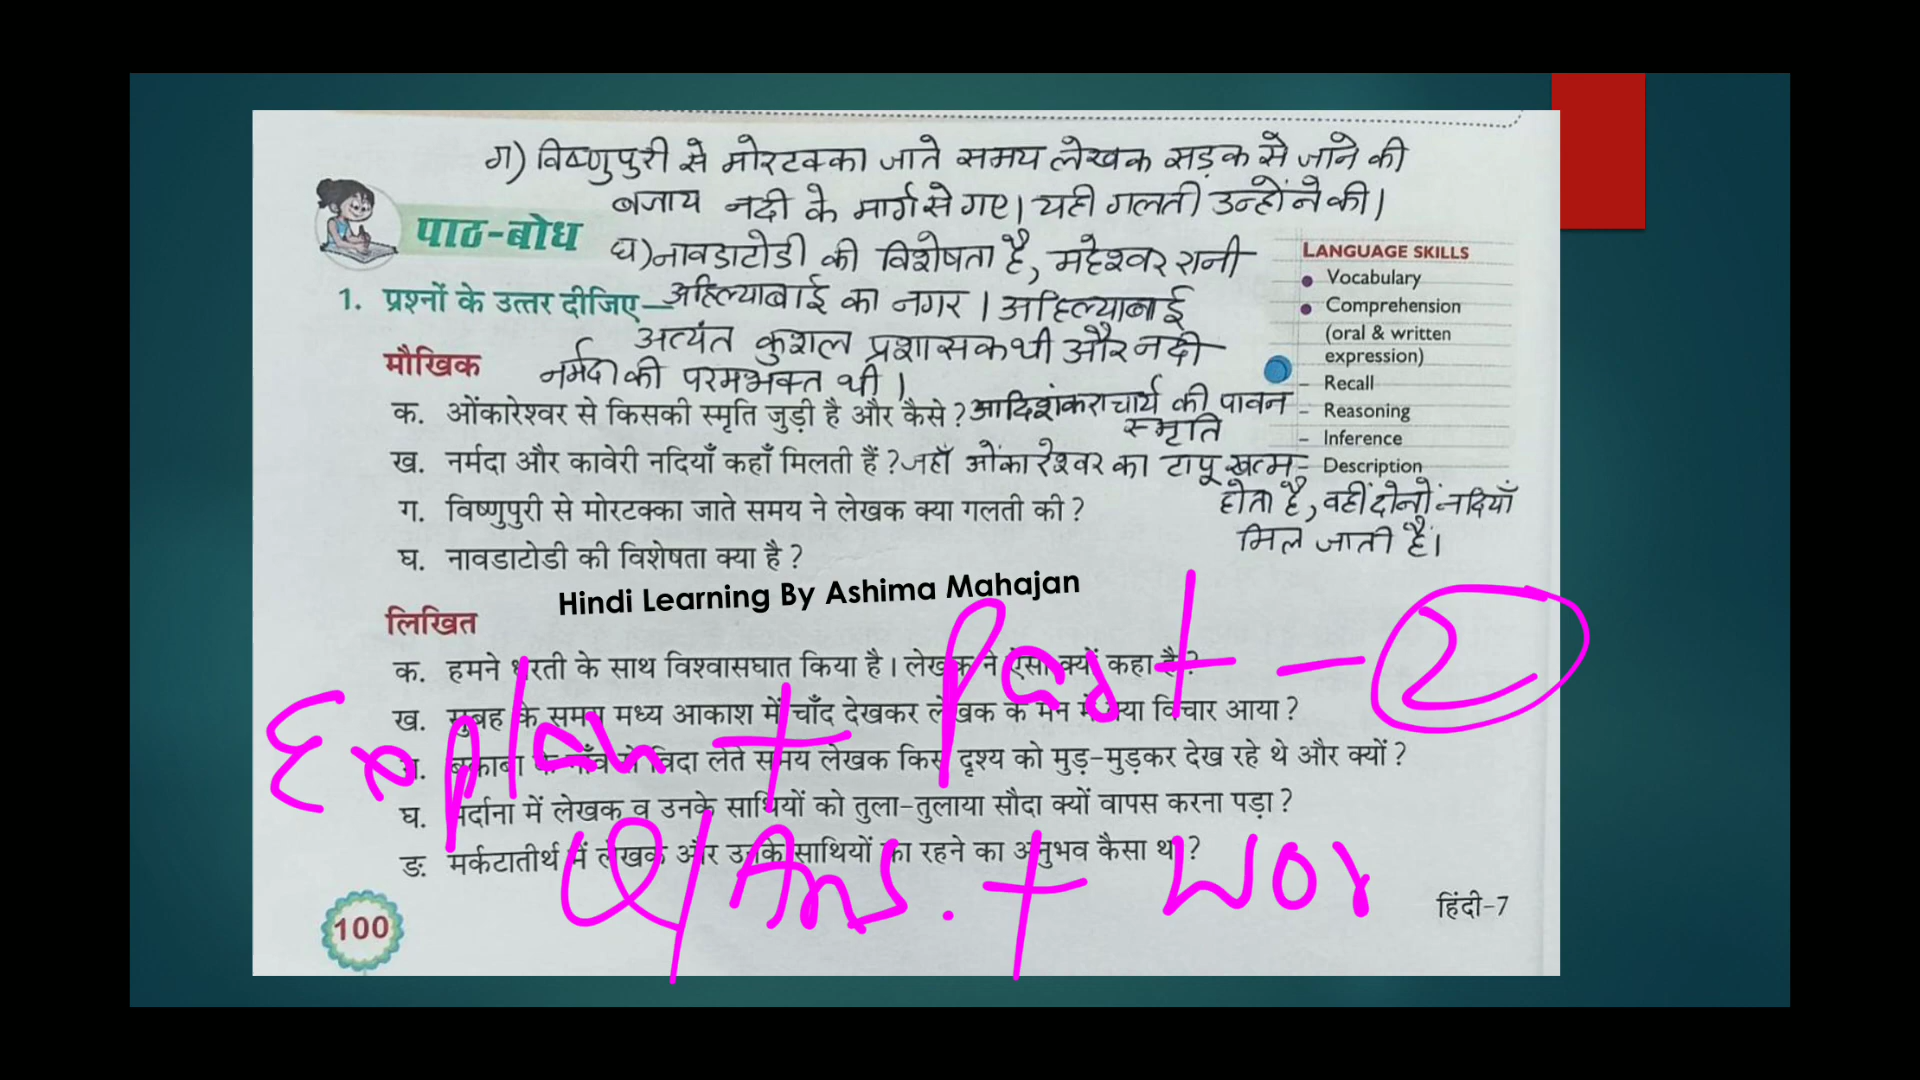 ग) विष्णुपुरी से मोरटक्का जाते समय लेखक सड़क से जाने की
बजाय नदी के मार्ग से गए। यही गलती उन्होंने की।
पाठ-बोध
घ) नावडाटोडी की विशेषता है, महेश्वर रानी
1. प्रश्नों के उत्तर दीजिए—
अहिल्याबाई का नगर। अहिल्याबाई
अत्यंत कुशल प्रशासक थी और नदी
नर्मदा की परमभक्त थी।
LANGUAGE SKILLS
• Vocabulary
• Comprehension
(oral & written
expression)
– Recall
– Reasoning
– Inference
– Description
मौखिक
क. ओंकारेश्वर से किसकी स्मृति जुड़ी है और कैसे? आदिशंकराचार्य की पावन
स्मृति
ख. नर्मदा और कावेरी नदियाँ कहाँ मिलती हैं? जहाँ ओंकारेश्वर का टापू खत्म
होता है, वहीं दोनों नदियाँ
मिल जाती हैं।
ग. विष्णुपुरी से मोरटक्का जाते समय ने लेखक क्या गलती की?
घ. नावडाटोडी की विशेषता क्या है?
Hindi Learning By Ashima Mahajan
लिखित
क. हमने धरती के साथ विश्वासघात किया है। लेखक ने ऐसा क्यों कहा है?
ख. सुबह के समय मध्य आकाश में चाँद देखकर लेखक के मन में क्या विचार आया?
ग. के गाँव से विदा लेते समय लेखक किस दृश्य को मुड़-मुड़कर देख रहे थे और क्यों?
घ. मर्दाना में लेखक व उनके साथियों को तुला-तुलाया सौदा क्यों वापस करना पड़ा?
ङ. मर्कटातीर्थ में लेखक और उनके साथियों का रहने का अनुभव कैसा था?
Explan + Part - 2
Q/Ans. + Wor
100
हिंदी-7